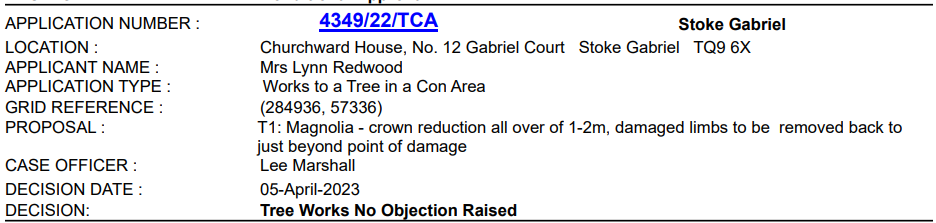 APPLICATION NUMBER : 4349/22/TCA Stoke Gabriel
LOCATION : Churchward House, No. 12 Gabriel Court Stoke Gabriel TQ9 6X
APPLICANT NAME : Mrs Lynn Redwood
APPLICATION TYPE : Works to a Tree in a Con Area
GRID REFERENCE : (284936, 57336)
PROPOSAL : T1: Magnolia - crown reduction all over of 1-2m, damaged limbs to be removed back to
just beyond point of damage
CASE OFFICER : Lee Marshall
DECISION DATE : 05-April-2023
DECISION: Tree Works No Objection Raised